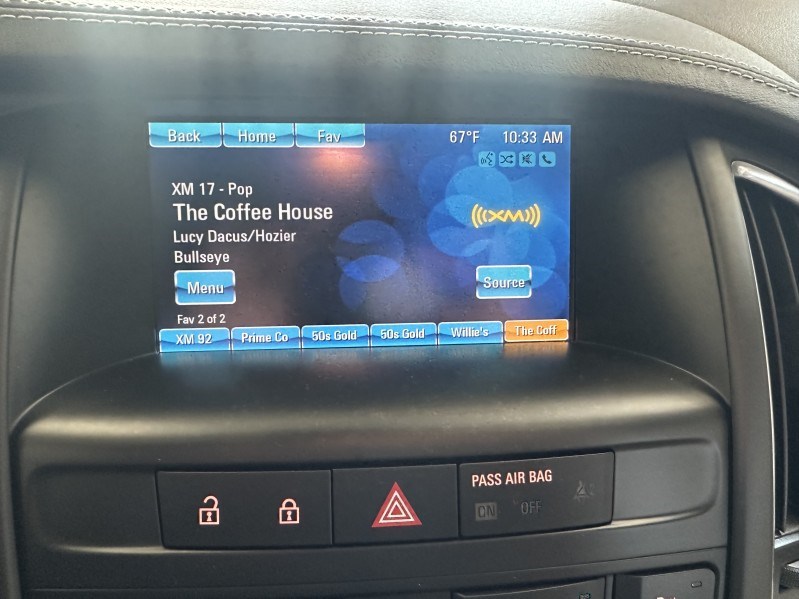 Back Home Fav 67°F 10:33 AM
XM 17 - Pop
The Coffee House
((XM))
Lucy Dacus/Hozier
Bullseye
Menu Source
Fav 2 of 2
XM 92 Prime Co 50s Gold 50s Gold Willie's The Coff
PASS AIR BAG
ON OFF